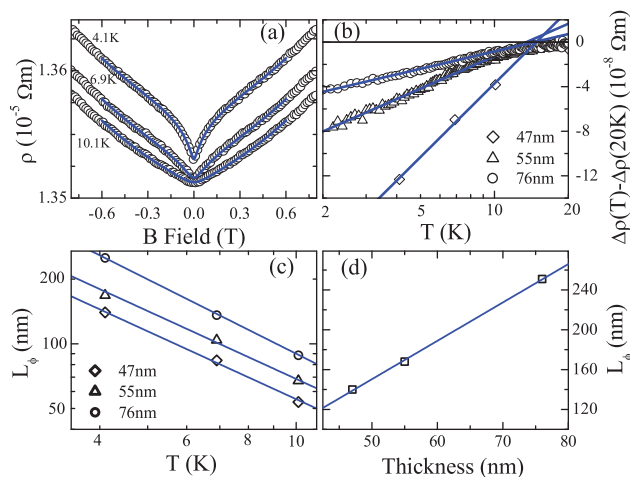 (a)
4.1K
6.9K
10.1K
1.36
1.35
ρ (10⁻⁵ Ωm)
-0.6 -0.3 0.0 0.3 0.6
B Field (T)
(b)
0
-4
-8
-12
Δρ(T)-Δρ(20K) (10⁻⁸ Ωm)
47nm
55nm
76nm
2 5 10 20
T (K)
(c)
200
100
50
L_ϕ (nm)
47nm
55nm
76nm
4 6 8 10
T (K)
(d)
240
200
160
120
L_ϕ (nm)
50 60 70 80
Thickness (nm)